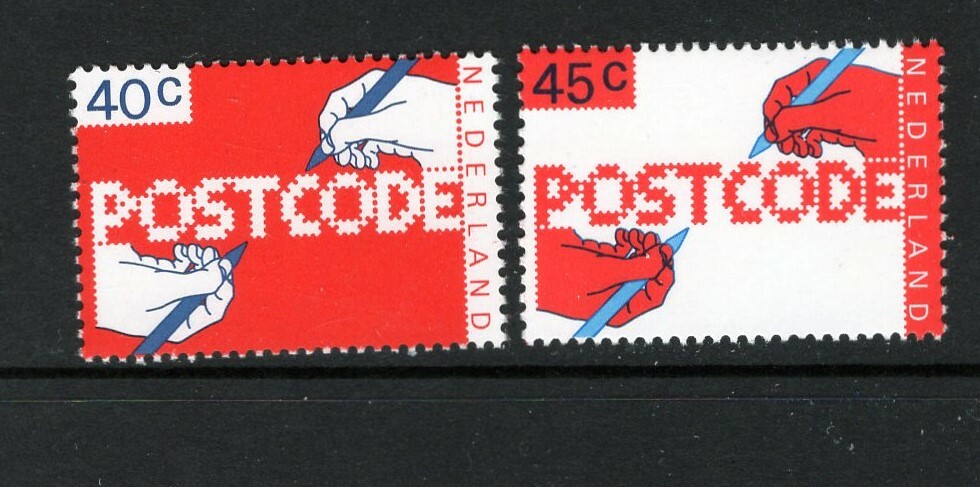 40c
POSTCODE
NEDERLAND
45c
POSTCODE
NEDERLAND